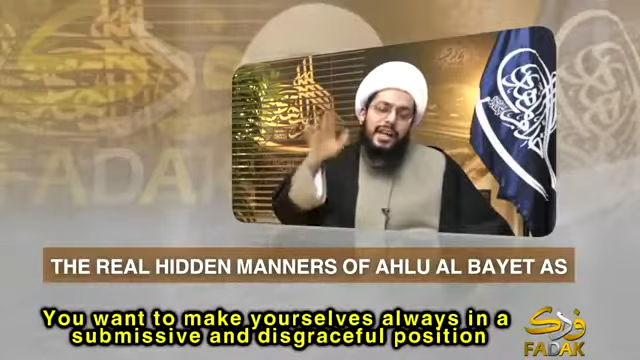 THE REAL HIDDEN MANNERS OF AHLU AL BAYET AS
You want to make yourselves always in a
submissive and disgraceful position
فدك
FADAK
FADAK